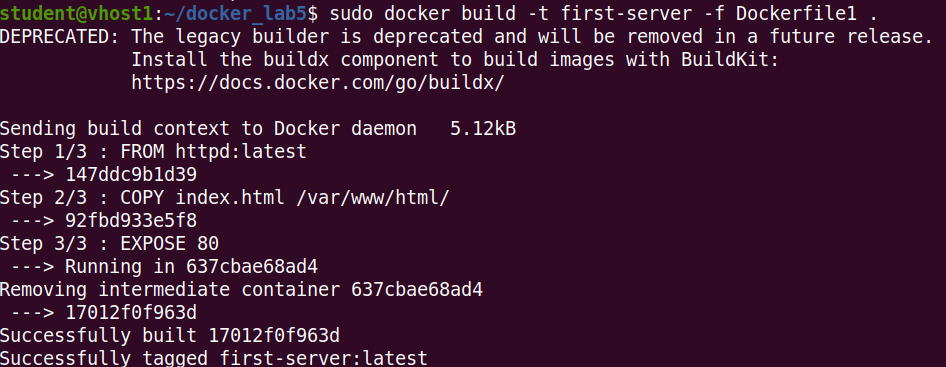 student@vhost1:~/docker_lab5$ sudo docker build -t first-server -f Dockerfile1 .
DEPRECATED: The legacy builder is deprecated and will be removed in a future release.
            Install the buildx component to build images with BuildKit:
            https://docs.docker.com/go/buildx/

Sending build context to Docker daemon   5.12kB
Step 1/3 : FROM httpd:latest
 ---> 147ddc9b1d39
Step 2/3 : COPY index.html /var/www/html/
 ---> 92fbd933e5f8
Step 3/3 : EXPOSE 80
 ---> Running in 637cbae68ad4
Removing intermediate container 637cbae68ad4
 ---> 17012f0f963d
Successfully built 17012f0f963d
Successfully tagged first-server:latest